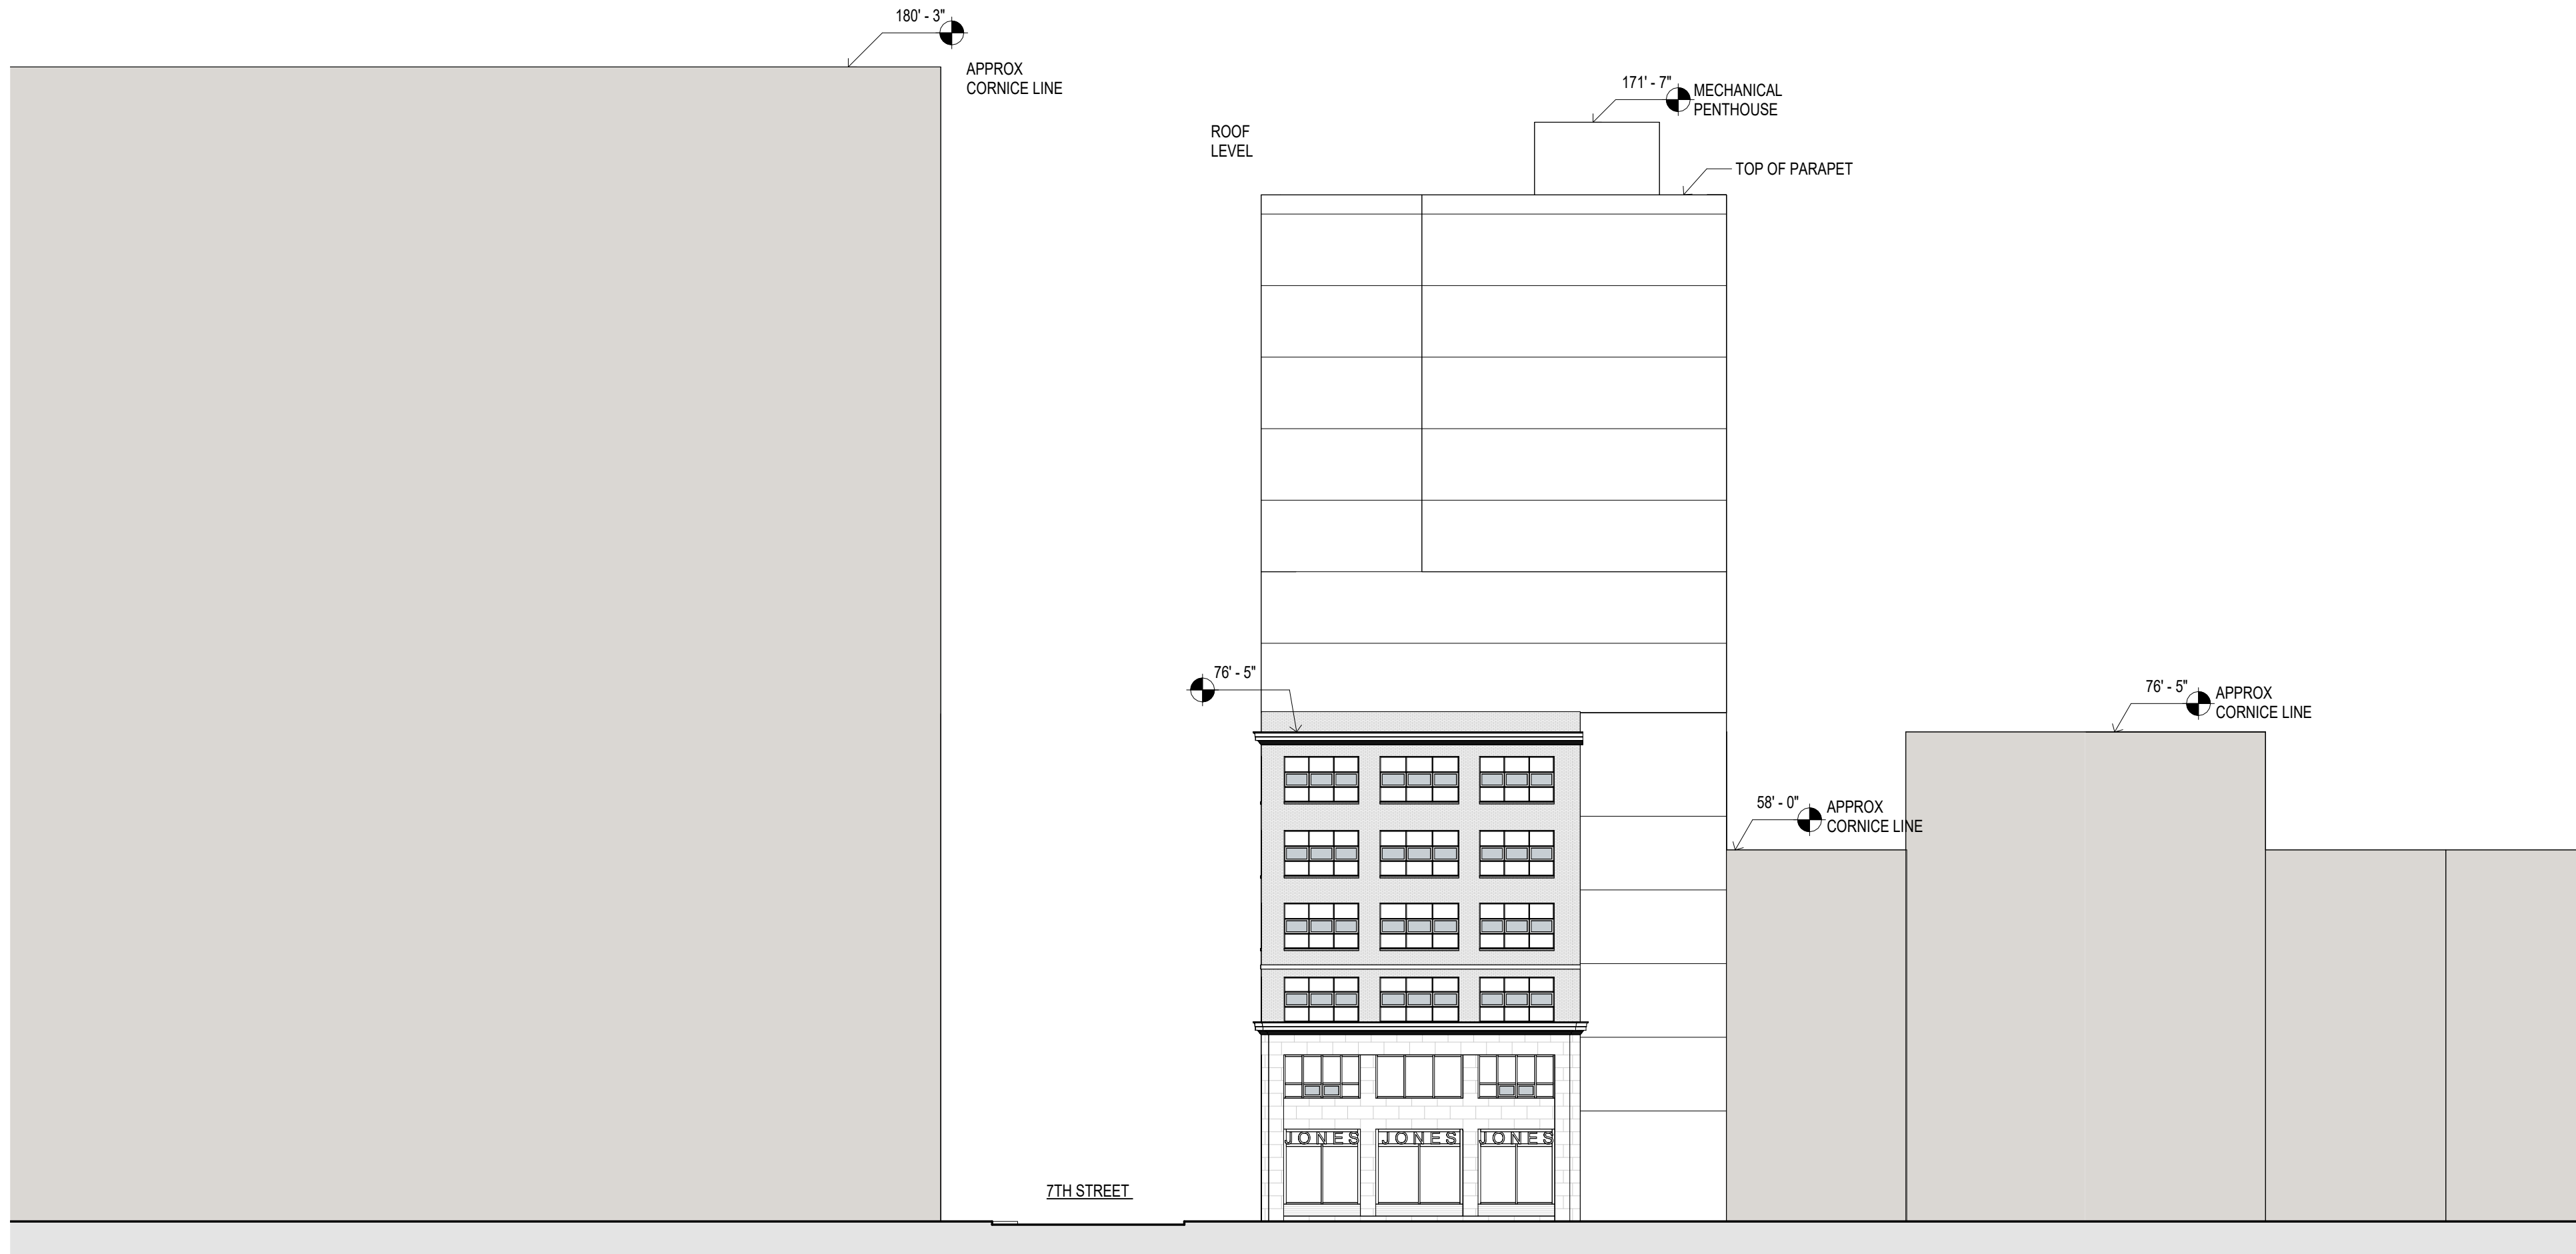 180' - 3"
APPROX
CORNICE LINE
171' - 7"
MECHANICAL
PENTHOUSE
ROOF
LEVEL
TOP OF PARAPET
76' - 5"
76' - 5"
APPROX
CORNICE LINE
58' - 0"
APPROX
CORNICE LINE
JONES JONES JONES
7TH STREET